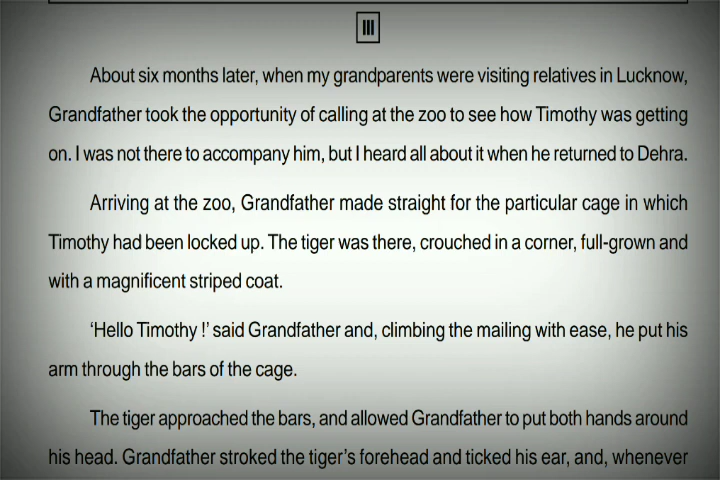 III
About six months later, when my grandparents were visiting relatives in Lucknow,
Grandfather took the opportunity of calling at the zoo to see how Timothy was getting
on. I was not there to accompany him, but I heard all about it when he returned to Dehra.
Arriving at the zoo, Grandfather made straight for the particular cage in which
Timothy had been locked up. The tiger was there, crouched in a corner, full-grown and
with a magnificent striped coat.
‘Hello Timothy !’ said Grandfather and, climbing the mailing with ease, he put his
arm through the bars of the cage.
The tiger approached the bars, and allowed Grandfather to put both hands around
his head. Grandfather stroked the tiger’s forehead and ticked his ear, and, whenever